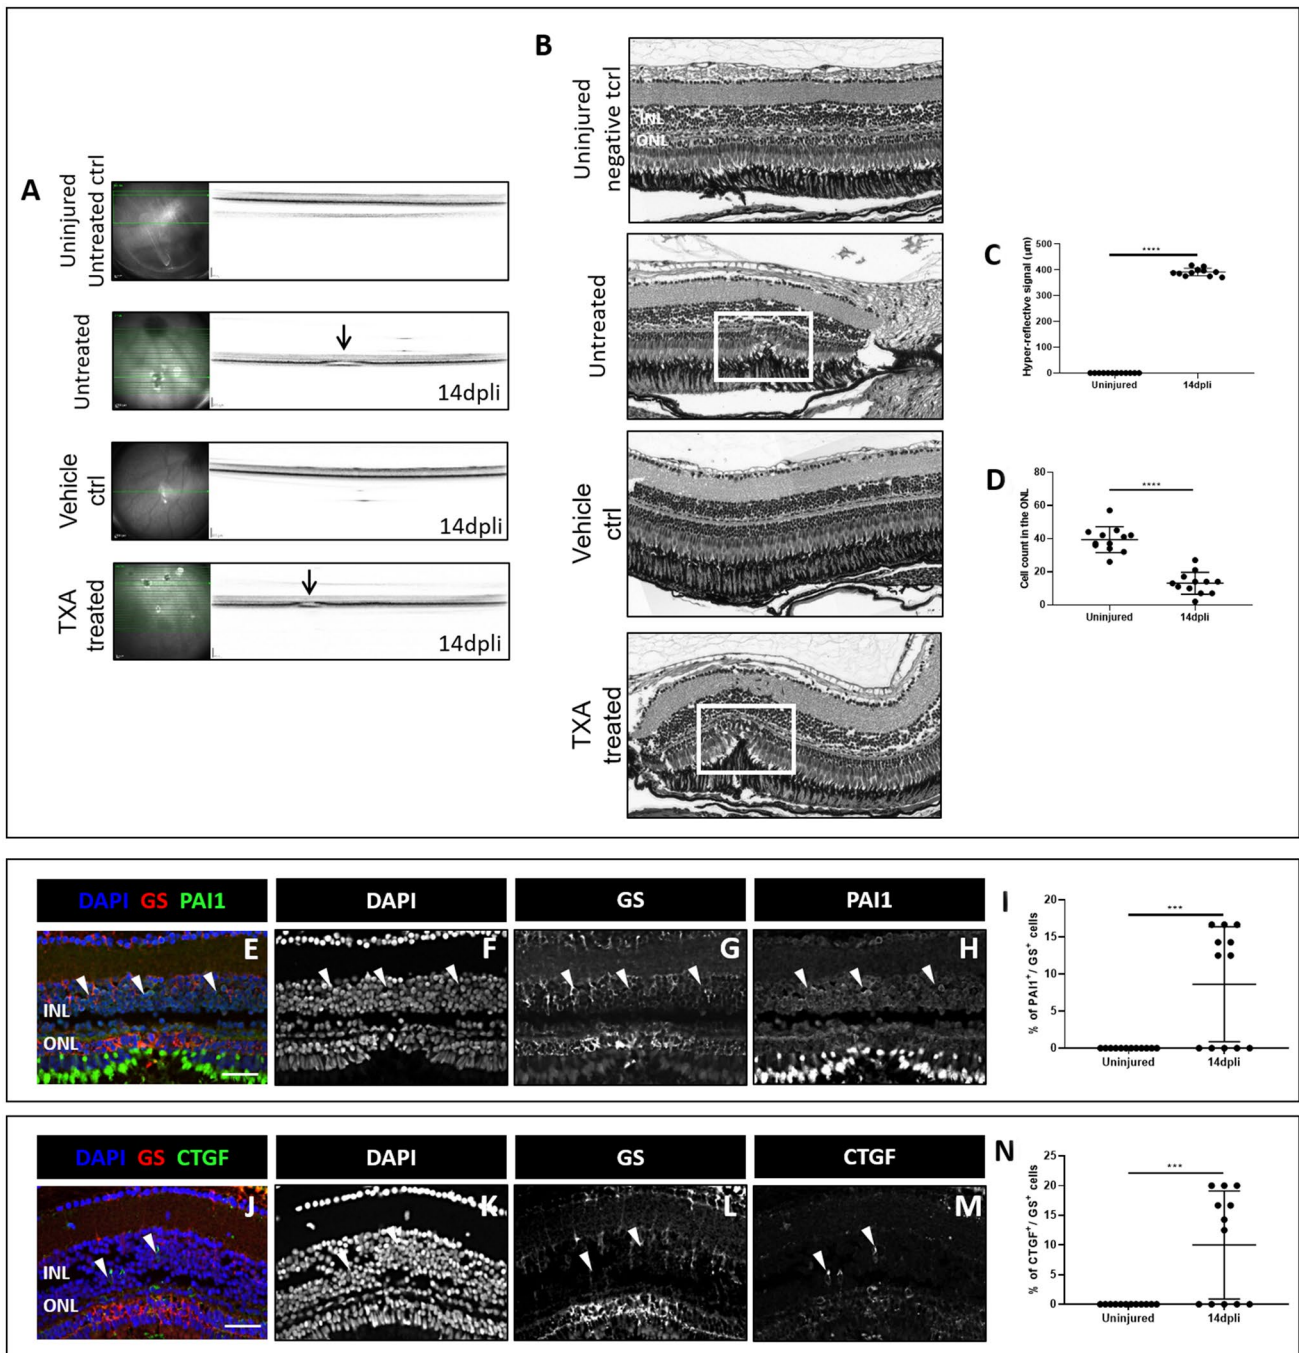 A
Uninjured
Untreated ctrl
Untreated
14dpli
Vehicle
ctrl
14dpli
TXA
treated
14dpli
B
Uninjured
negative tcrl
INL
ONL
Untreated
Vehicle
ctrl
TXA
treated
C
Hyper-reflective signal (µm)
500
400
300
200
100
0
****
Uninjured 14dpli
D
Cell count in the ONL
80
60
40
20
0
****
Uninjured 14dpli
DAPI GS PAI1
DAPI
GS
PAI1
E
INL
ONL
F
G
H
I
% of PAI1+/ GS+ cells
20
15
10
5
0
***
Uninjured 14dpli
DAPI GS CTGF
DAPI
GS
CTGF
J
INL
ONL
K
L
M
N
% of CTGF+/ GS+ cells
25
20
15
10
5
0
***
Uninjured 14dpli